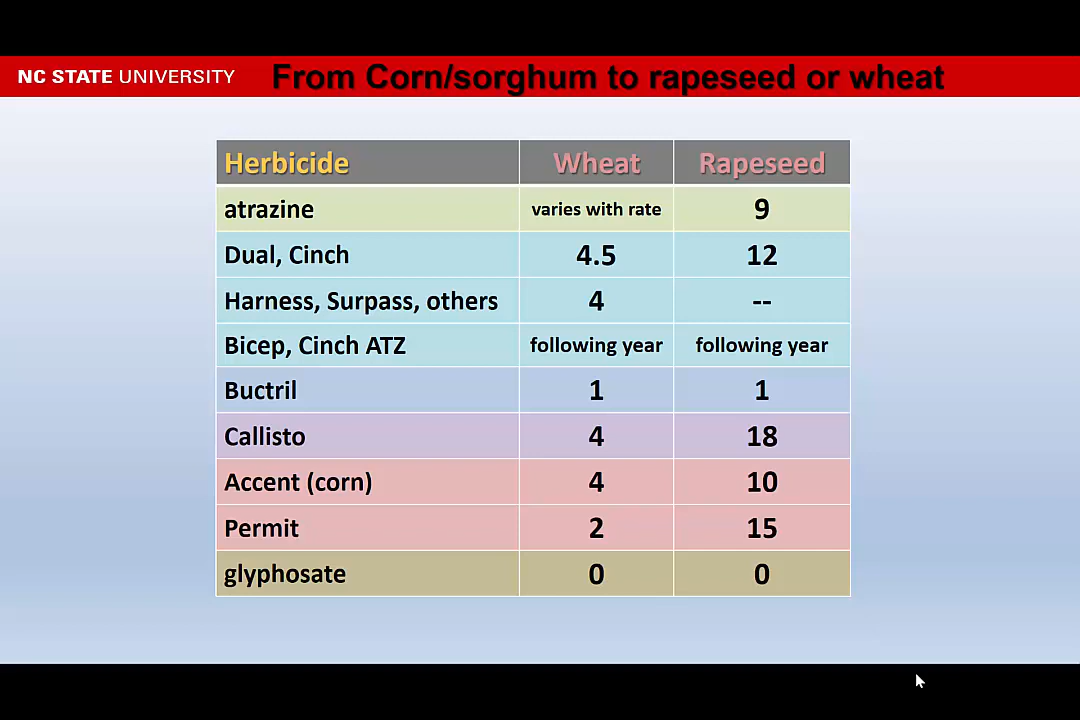 NC STATE UNIVERSITY From Corn/sorghum to rapeseed or wheat
Herbicide Wheat Rapeseed
atrazine varies with rate 9
Dual, Cinch 4.5 12
Harness, Surpass, others 4 --
Bicep, Cinch ATZ following year following year
Buctril 1 1
Callisto 4 18
Accent (corn) 4 10
Permit 2 15
glyphosate 0 0